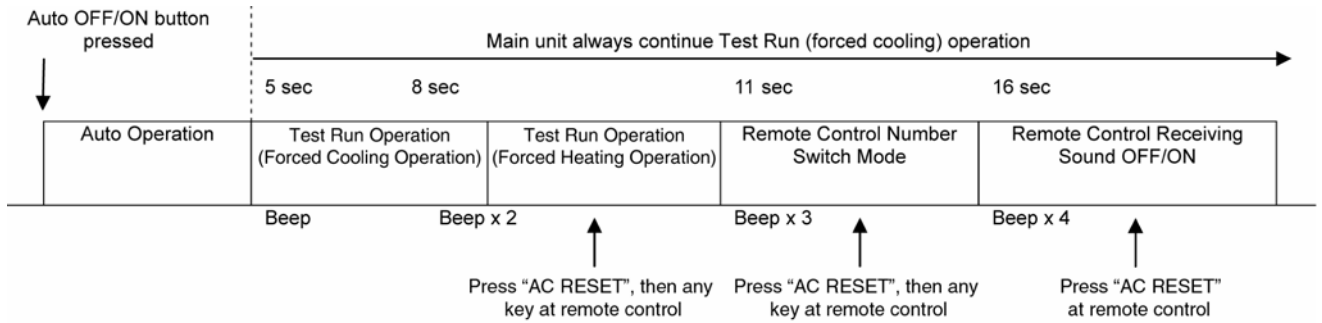 Auto OFF/ON button
pressed
Main unit always continue Test Run (forced cooling) operation
5 sec
8 sec
11 sec
16 sec
Auto Operation
Test Run Operation
(Forced Cooling Operation)
Test Run Operation
(Forced Heating Operation)
Remote Control Number
Switch Mode
Remote Control Receiving
Sound OFF/ON
Beep
Beep x 2
Beep x 3
Beep x 4
Press “AC RESET”, then any
key at remote control
Press “AC RESET”, then any
key at remote control
Press “AC RESET”
at remote control